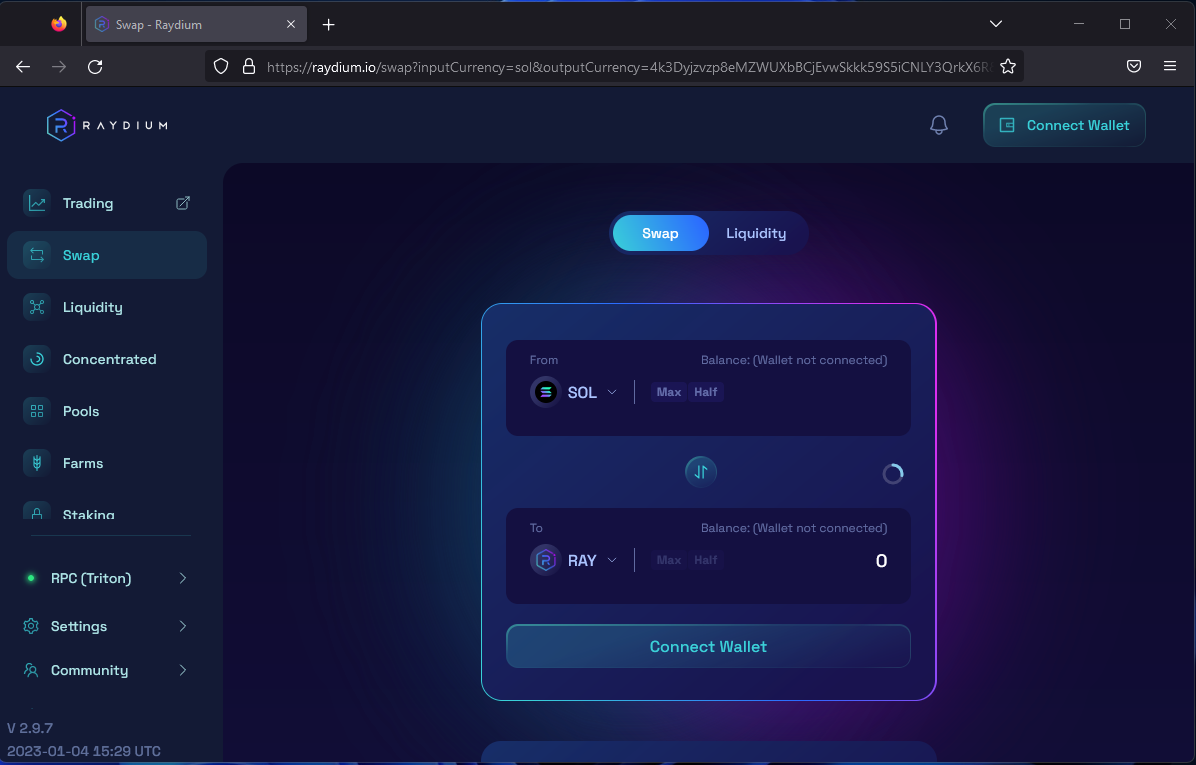 Swap - Raydium
https://raydium.io/swap?inputCurrency=sol&outputCurrency=4k3Dyjzvzp8eMZWUXbBCjEvwSkkk59S5iCNLY3QrkX6R
RAYDIUM
Connect Wallet
Trading
Swap
Liquidity
Concentrated
Pools
Farms
Staking
RPC (Triton)
Settings
Community
V 2.9.7
2023-01-04 15:29 UTC
Swap Liquidity
From Balance: (Wallet not connected)
SOL Max Half
To Balance: (Wallet not connected)
RAY Max Half 0
Connect Wallet